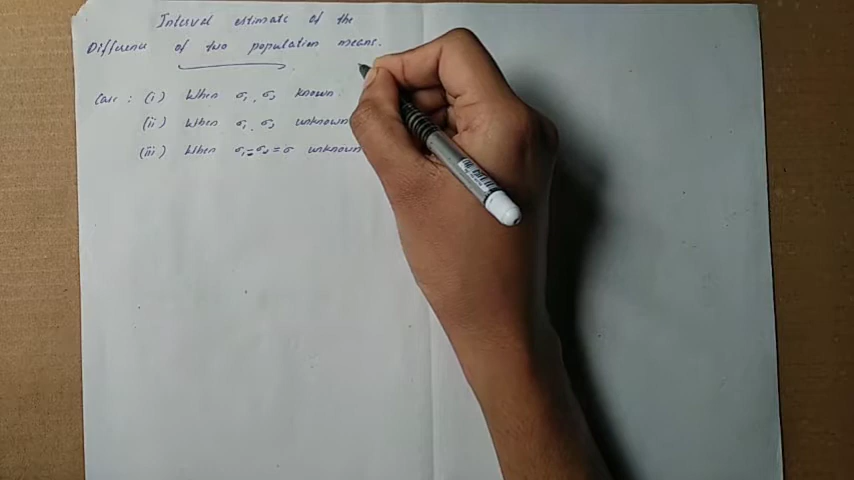 Interval estimate of the
Difference of two population means.
Case : (i) When σ₁, σ₂ known
(ii) When σ₁, σ₂ unknown
(iii) When σ₁ = σ₂ = σ unknown